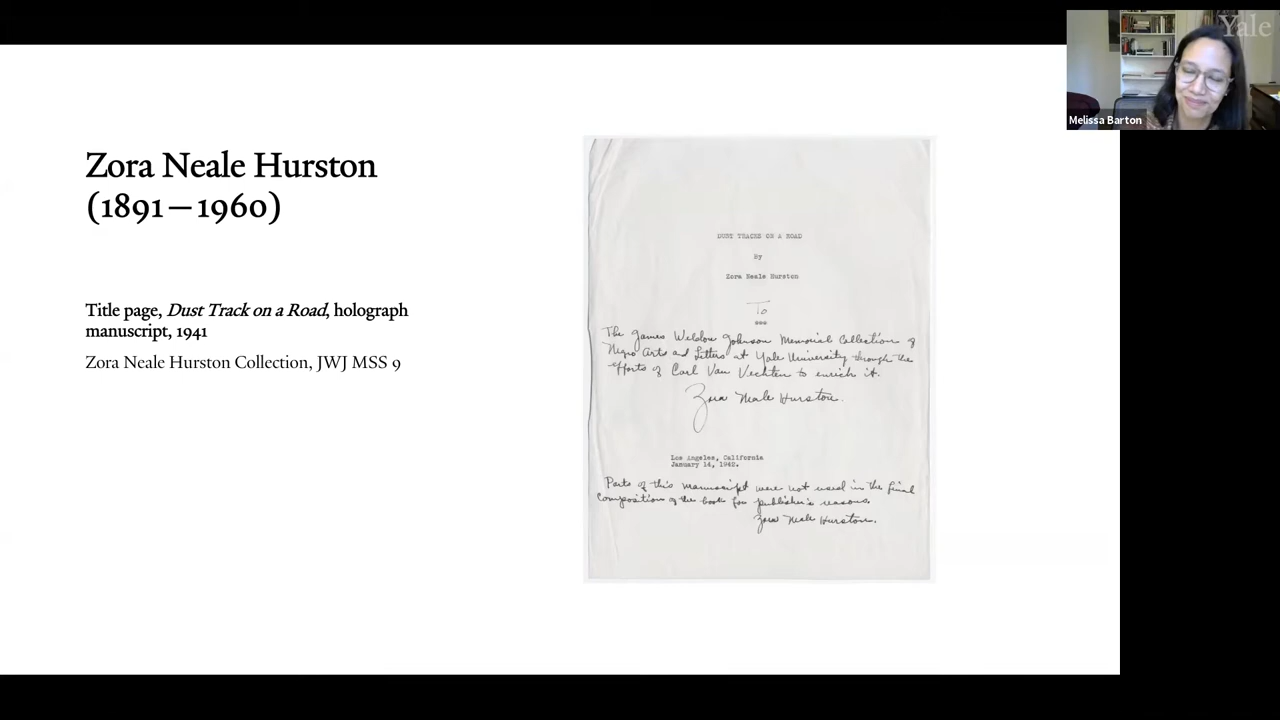 Yale
Melissa Barton
Zora Neale Hurston
(1891–1960)
Title page, Dust Track on a Road, holograph
manuscript, 1941
Zora Neale Hurston Collection, JWJ MSS 9
DUST TRACKS ON A ROAD
By
Zora Neale Hurston
To
***
The James Weldon Johnson Memorial Collection of
Negro Arts and Letters at Yale University through the
efforts of Carl Van Vechten to enrich it.
Zora Neale Hurston.
Los Angeles, California
January 14, 1942.
Parts of this manuscript were not used in the final
composition of the book for publisher's reasons.
Zora Neale Hurston.